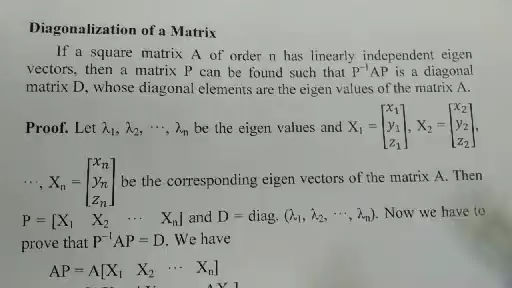 Diagonalization of a Matrix
If a square matrix A of order n has linearly independent eigen
vectors, then a matrix P can be found such that P⁻¹AP is a diagonal
matrix D, whose diagonal elements are the eigen values of the matrix A.
Proof. Let λ₁, λ₂, ⋯, λₙ be the eigen values and X₁ = [x₁ y₁ z₁], X₂ = [x₂ y₂ z₂],
⋯, Xₙ = [xₙ yₙ zₙ] be the corresponding eigen vectors of the matrix A. Then
P = [X₁ X₂ ⋯ Xₙ] and D = diag. (λ₁, λ₂, ⋯, λₙ). Now we have to
prove that P⁻¹AP = D. We have
AP = A[X₁ X₂ ⋯ Xₙ]